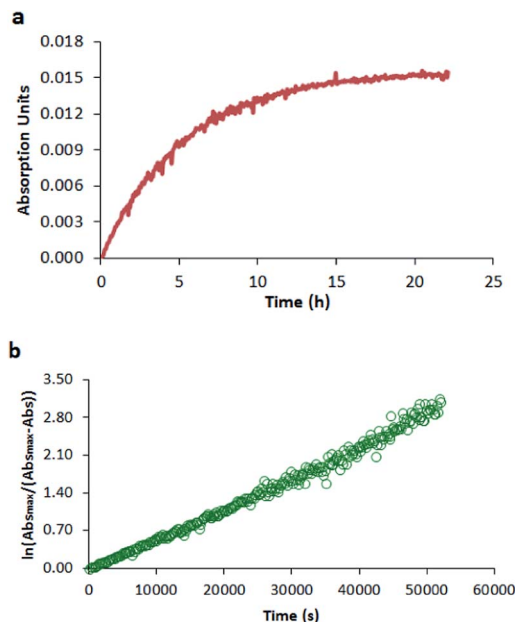 a
Absorption Units
0.018
0.015
0.012
0.009
0.006
0.003
0.000
0 5 10 15 20 25
Time (h)
b
ln(Absmax/(Absmax-Abs))
3.50
2.80
2.10
1.40
0.70
0.00
0 10000 20000 30000 40000 50000 60000
Time (s)